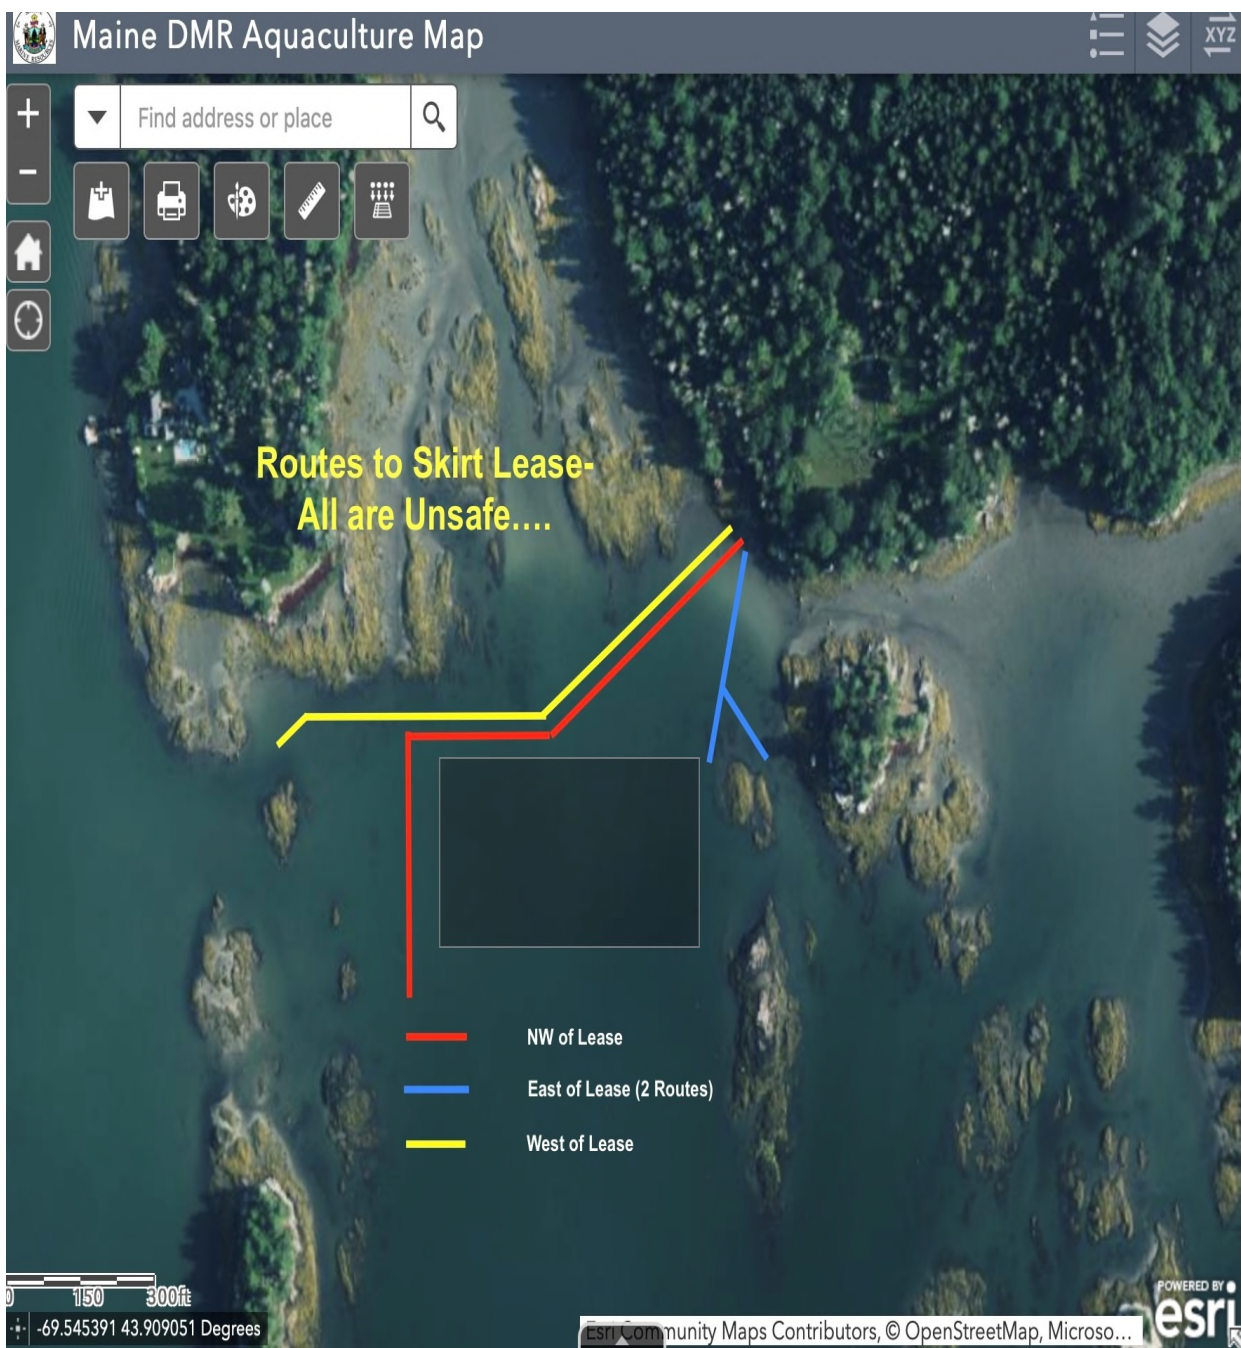 Maine DMR Aquaculture Map
XYZ
+
Find address or place
−
Routes to Skirt Lease-
All are Unsafe....
NW of Lease
East of Lease (2 Routes)
West of Lease
0 150 300ft
-69.545391 43.909051 Degrees
POWERED BY
esri
Esri Community Maps Contributors, © OpenStreetMap, Microso...